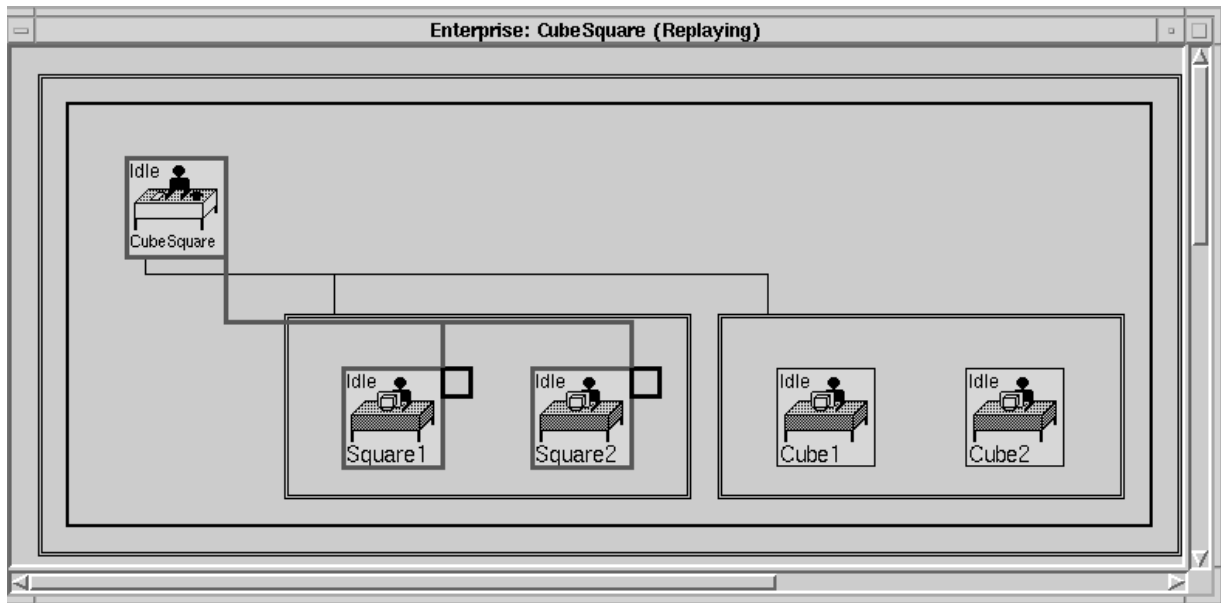 Enterprise: CubeSquare (Replaying)
Idle
CubeSquare
Idle
Square1
Idle
Square2
Idle
Cube1
Idle
Cube2